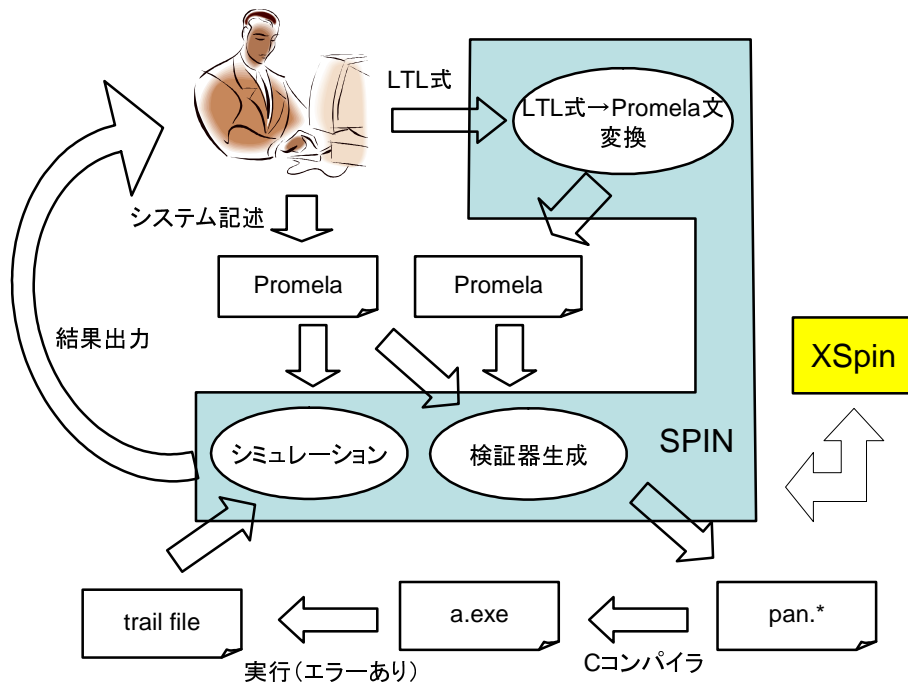 LTL式
LTL式→Promela文
変換
システム記述
Promela
Promela
結果出力
XSpin
シミュレーション
検証器生成
SPIN
trail file
a.exe
pan.*
実行（エラーあり）
Cコンパイラ